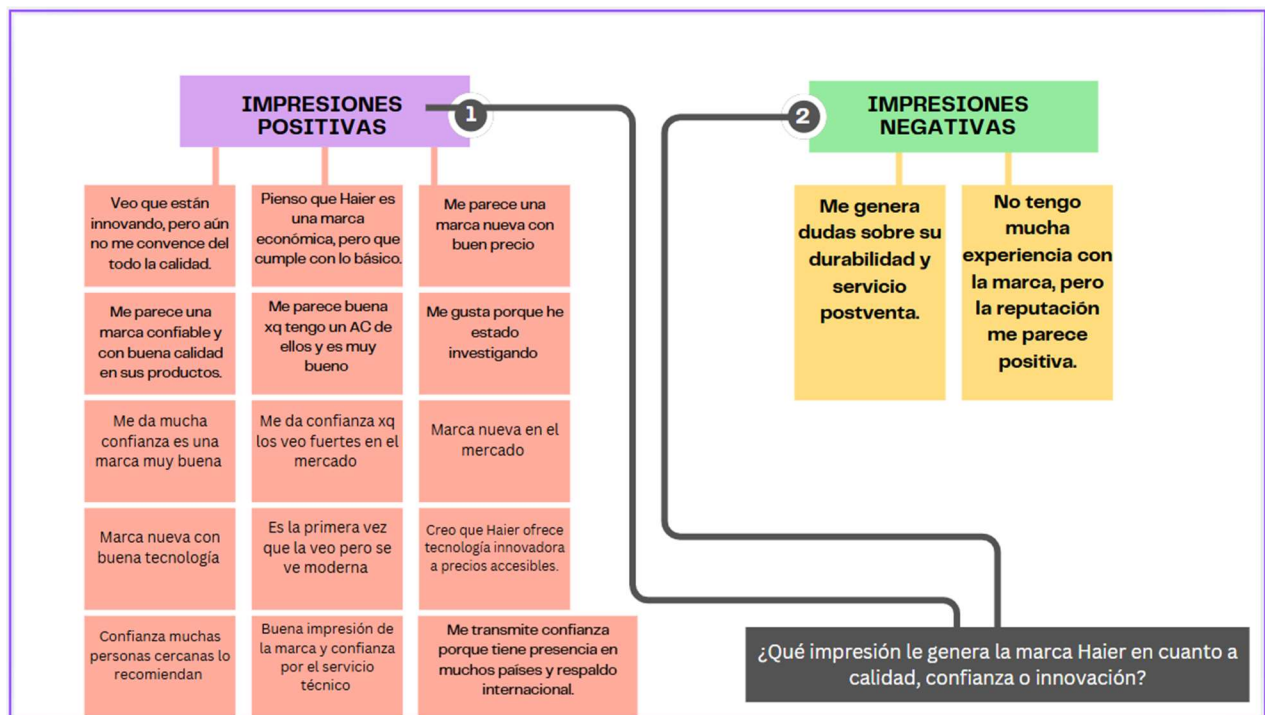 IMPRESIONES
POSITIVAS
1
2
IMPRESIONES
NEGATIVAS
Veo que están
innovando, pero aún
no me convence del
todo la calidad.
Pienso que Haier es
una marca
económica, pero que
cumple con lo básico.
Me parece una
marca nueva con
buen precio
Me parece una
marca confiable y
con buena calidad
en sus productos.
Me parece buena
xq tengo un AC de
ellos y es muy
bueno
Me gusta porque he
estado
investigando
Me da mucha
confianza es una
marca muy buena
Me da confianza xq
los veo fuertes en el
mercado
Marca nueva en el
mercado
Marca nueva con
buena tecnología
Es la primera vez
que la veo pero se
ve moderna
Creo que Haier ofrece
tecnología innovadora
a precios accesibles.
Confianza muchas
personas cercanas lo
recomiendan
Buena impresión de
la marca y confianza
por el servicio
técnico
Me transmite confianza
porque tiene presencia en
muchos países y respaldo
internacional.
Me genera
dudas sobre su
durabilidad y
servicio
postventa.
No tengo
mucha
experiencia con
la marca, pero
la reputación
me parece
positiva.
¿Qué impresión le genera la marca Haier en cuanto a
calidad, confianza o innovación?